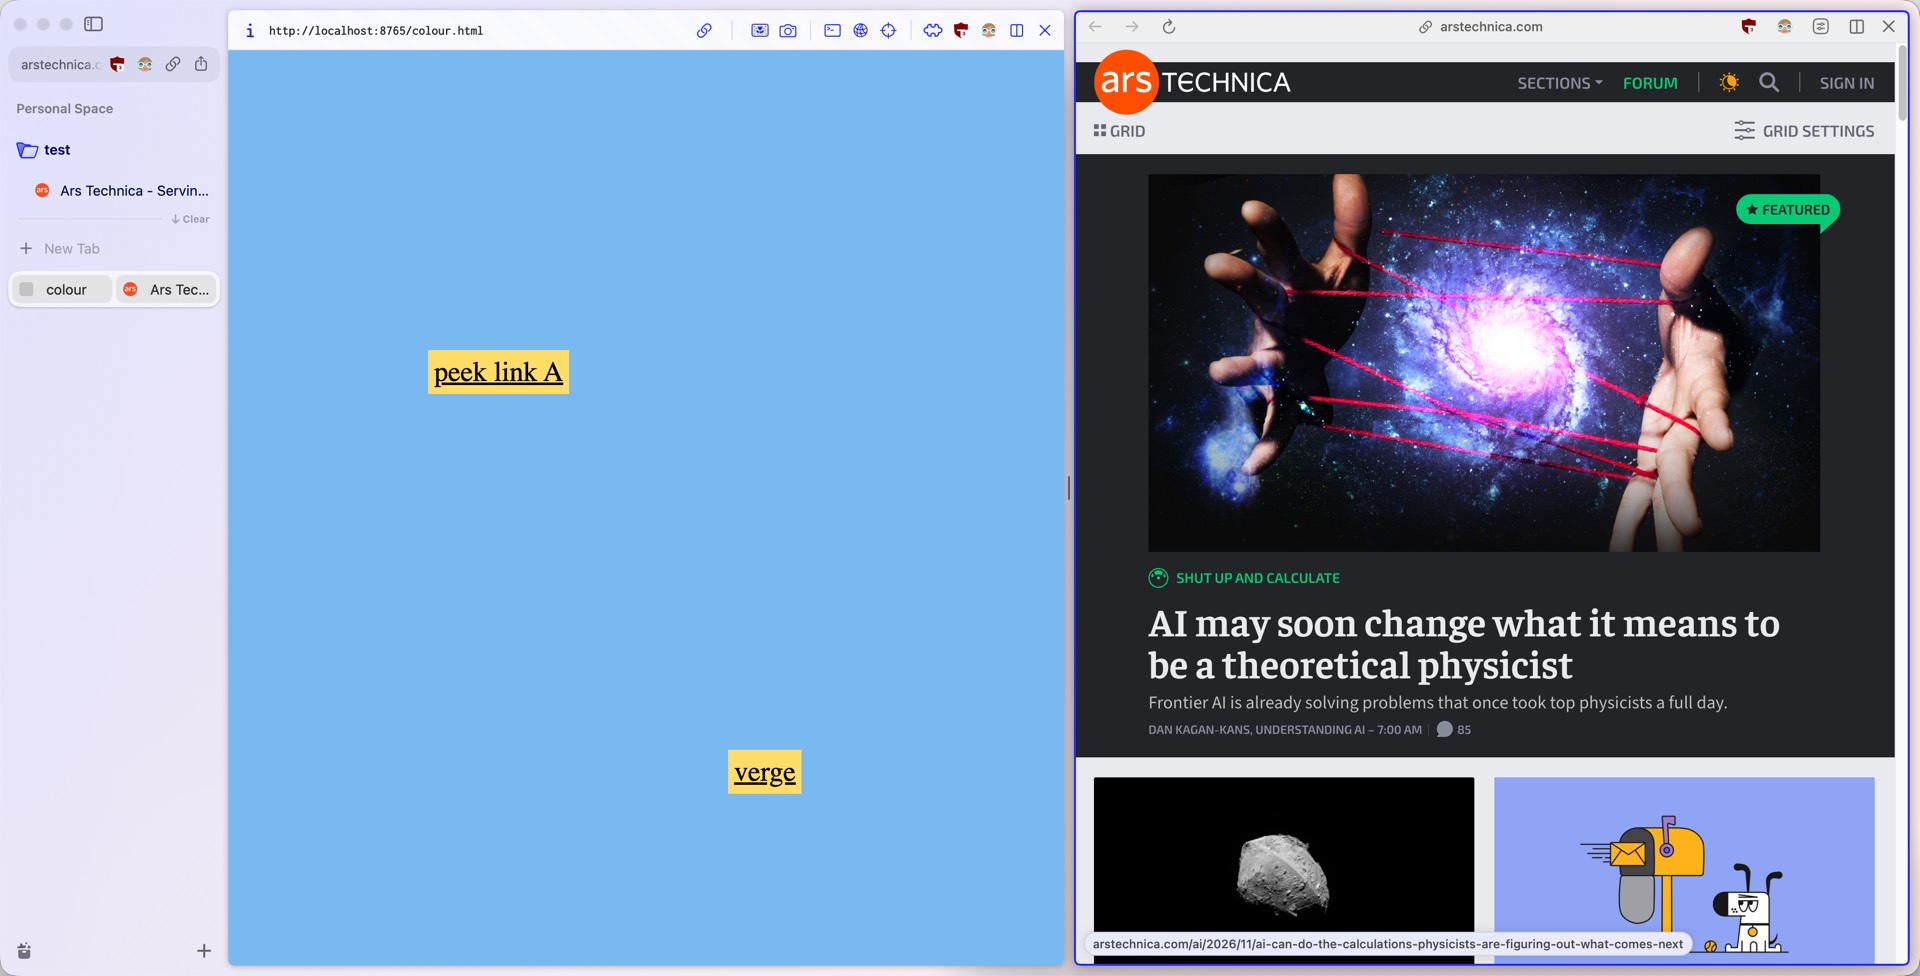 arstechnica.c
Personal Space
test
Ars Technica - Servin...
Clear
New Tab
colour
Ars Tec...
http://localhost:8765/colour.html
peek link A
verge
arstechnica.com
ars TECHNICA
SECTIONS
FORUM
SIGN IN
GRID
GRID SETTINGS
FEATURED
SHUT UP AND CALCULATE
AI may soon change what it means to
be a theoretical physicist
Frontier AI is already solving problems that once took top physicists a full day.
DAN KAGAN-KANS, UNDERSTANDING AI – 7:00 AM
85
arstechnica.com/ai/2026/11/ai-can-do-the-calculations-physicists-are-figuring-out-what-comes-next